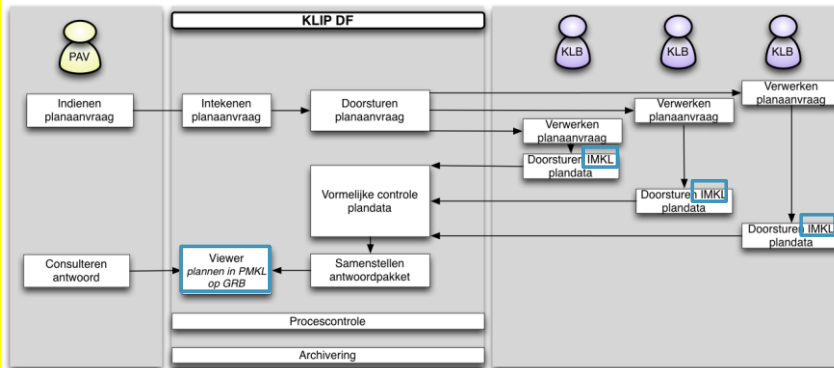 KLIP DF
PAV
KLB
KLB
KLB
Indienen
planaanvraag
Intekenen
planaanvraag
Doorsturen
planaanvraag
Verwerken
planaanvraag
Verwerken
planaanvraag
Verwerken
planaanvraag
Doorsturen IMKL
plandata
Doorsturen IMKL
plandata
Doorsturen IMKL
plandata
Vormelijke controle
plandata
Consulteren
antwoord
Viewer
plannen in PMKL
op GRB
Samenstellen
antwoordpakket
Procescontrole
Archivering